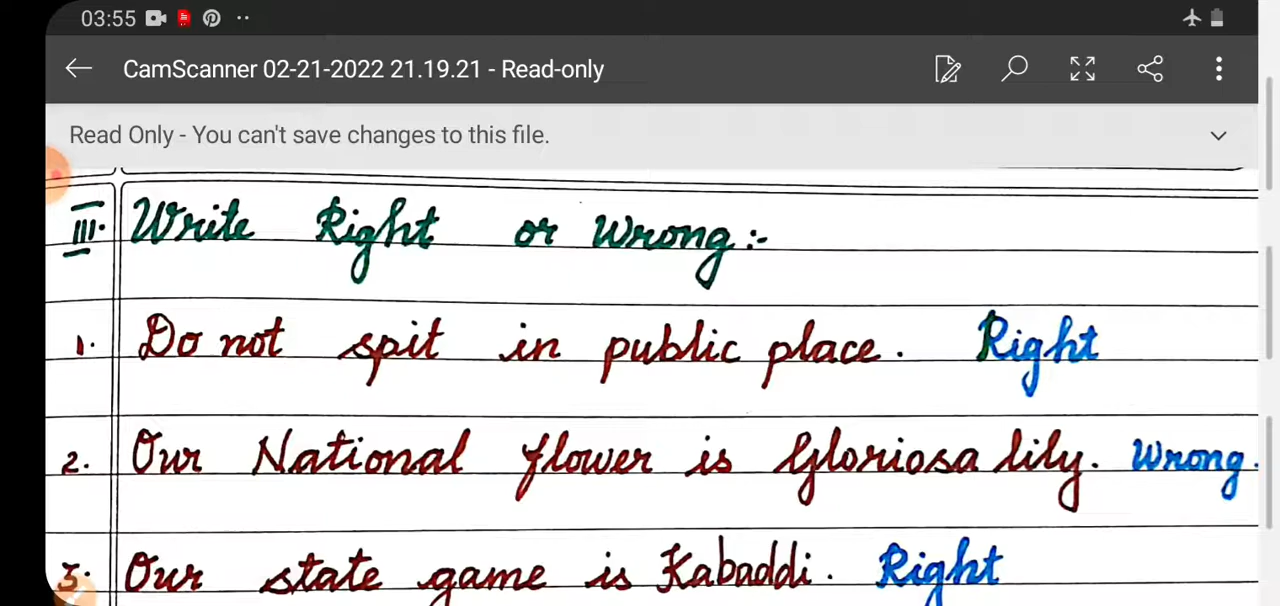 03:55
CamScanner 02-21-2022 21.19.21 - Read-only
Read Only - You can't save changes to this file.
III. Write Right or Wrong:-
1. Do not spit in public place. Right
2. Our National flower is Gloriosa lily. Wrong.
3. Our state game is Kabaddi. Right